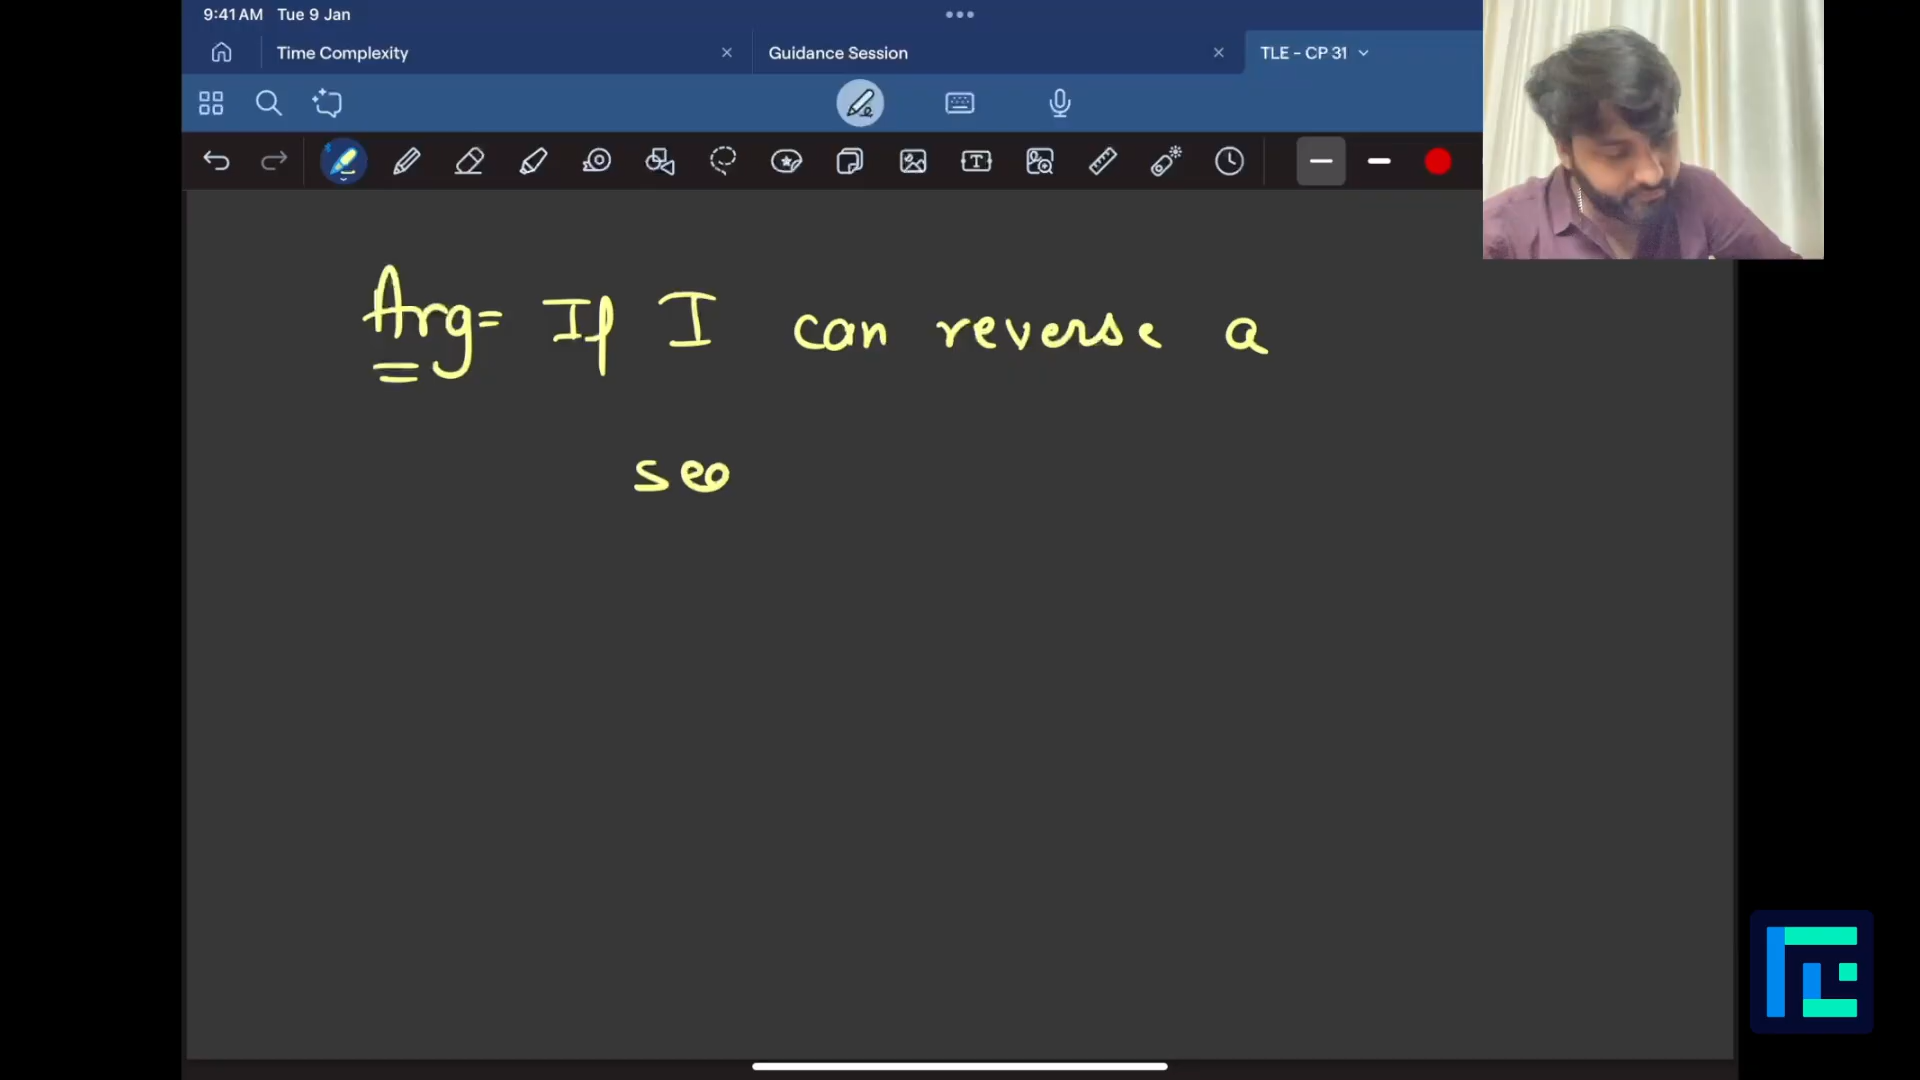 9:41 AM Tue 9 Jan
Time Complexity
Guidance Session
TLE - CP 31
Arg = If I can reverse a
seo